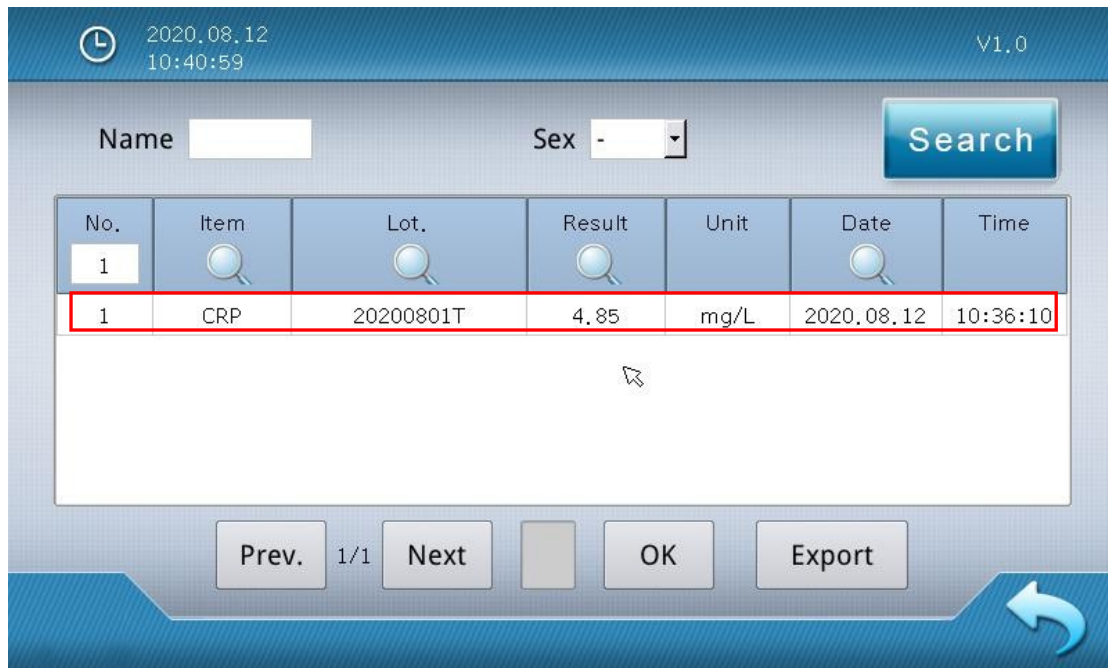 2020.08.12
10:40:59
V1.0
Name
Sex -
Search
No. Item Lot. Result Unit Date Time
1
1 CRP 20200801T 4.85 mg/L 2020.08.12 10:36:10
Prev. 1/1 Next OK Export